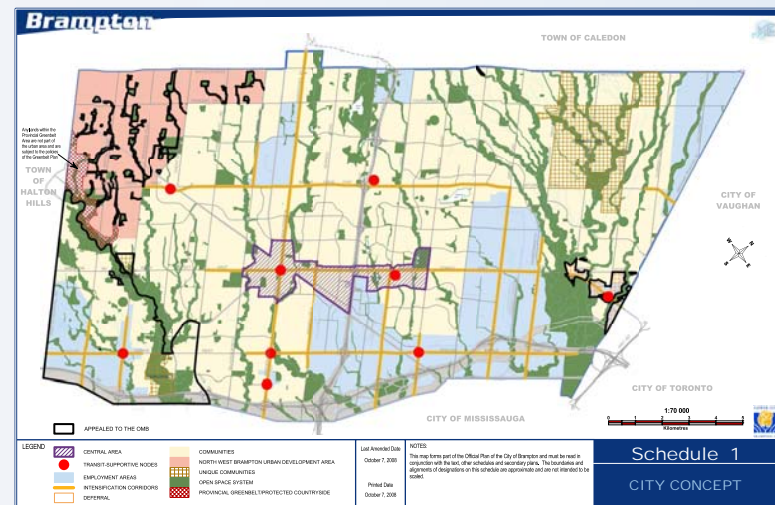 Brampton
TOWN OF CALEDON
Any lands within the
Provincial Greenbelt
Area are not part of
the urban area and are
subject to the policies
of the Greenbelt Plan
TOWN
OF
HALTON
HILLS
CITY OF
VAUGHAN
N
E
S
W
CITY OF TORONTO
CITY OF MISSISSAUGA
1:70 000
Kilometres
APPEALED TO THE OMB
LEGEND
CENTRAL AREA
TRANSIT-SUPPORTIVE NODES
EMPLOYMENT AREAS
INTENSIFICATION CORRIDORS
DEFERRAL
COMMUNITIES
NORTH WEST BRAMPTON URBAN DEVELOPMENT AREA
UNIQUE COMMUNITIES
OPEN SPACE SYSTEM
PROVINCIAL GREENBELT/PROTECTED COUNTRYSIDE
Last Amended Date
October 7, 2008
Printed Date
October 7, 2008
NOTES:
This map forms part of the Official Plan of the City of Brampton and must be read in
conjunction with the text, other schedules and secondary plans. The boundaries and
alignments of designations on this schedule are approximate and are not intended to be
scaled.
Schedule 1
CITY CONCEPT